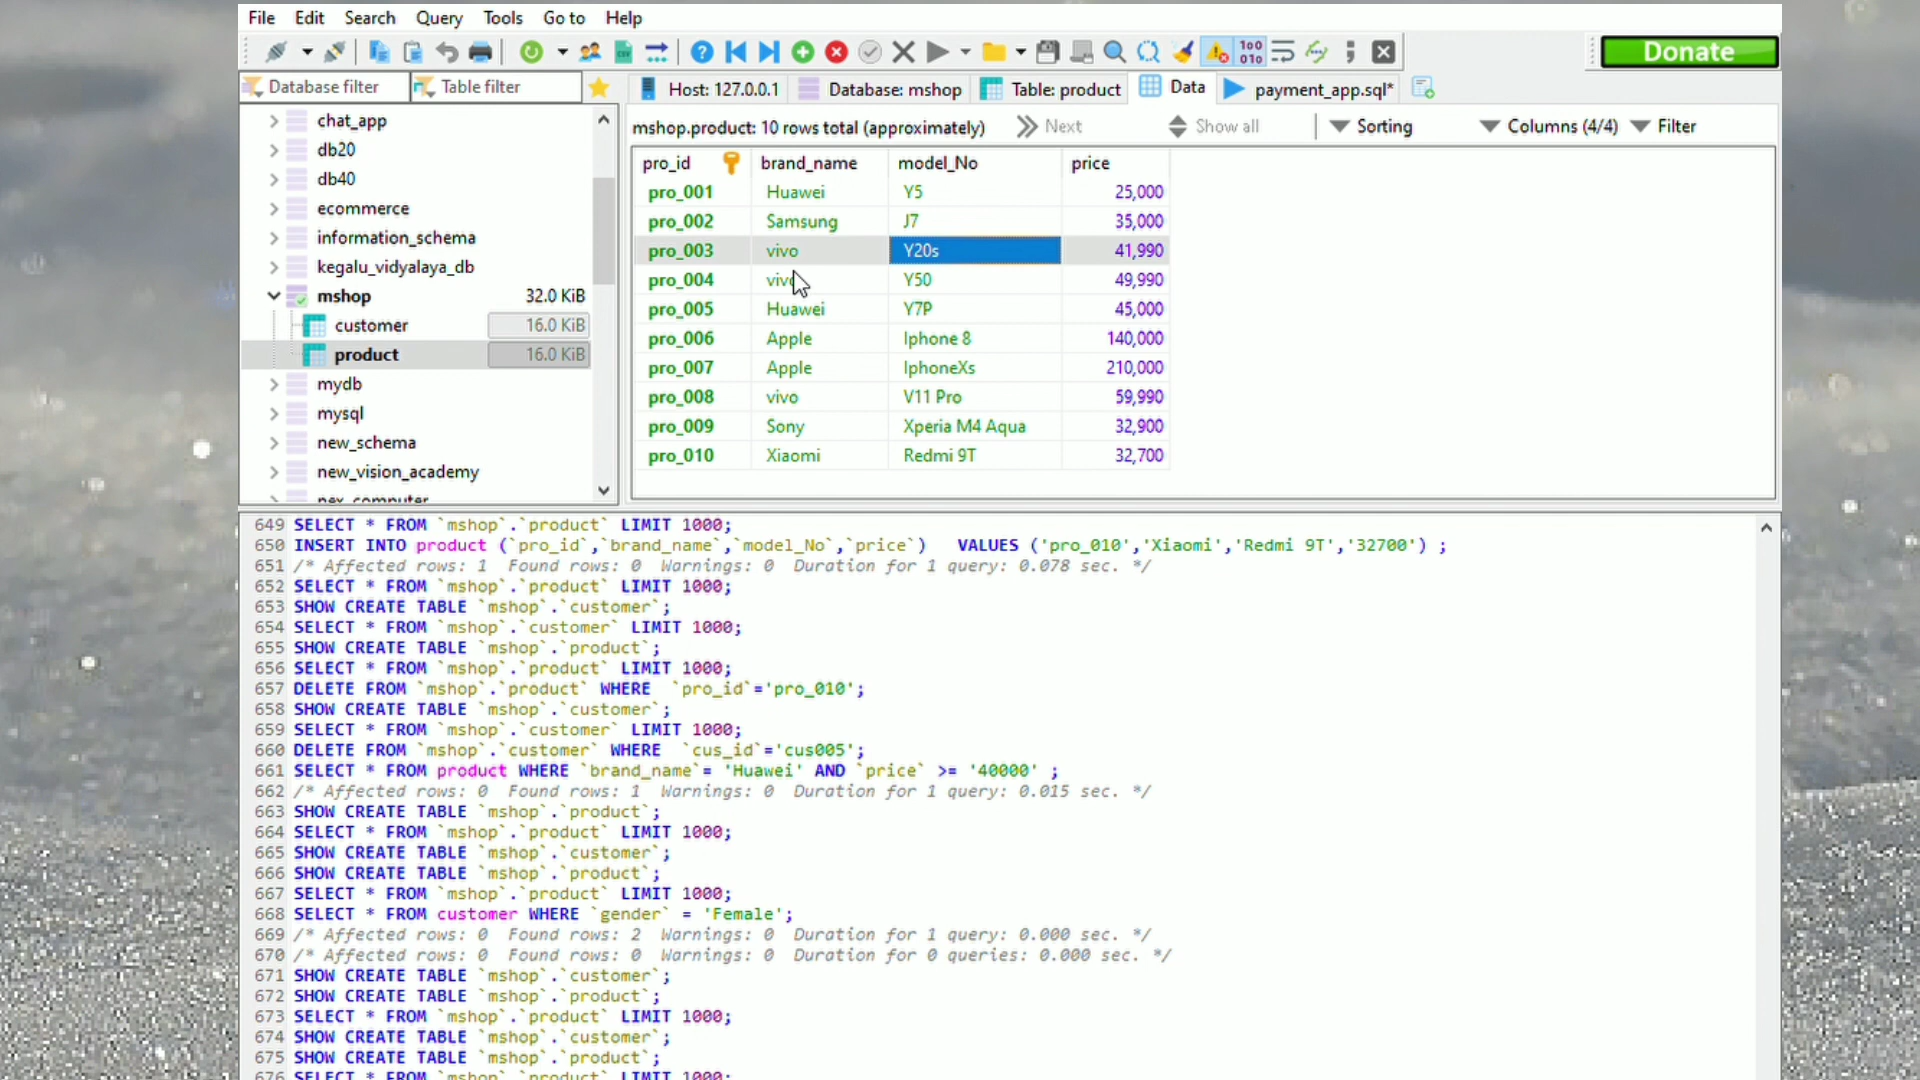 File Edit Search Query Tools Go to Help
Donate
Database filter Table filter Host: 127.0.0.1 Database: mshop Table: product Data payment_app.sql*
mshop.product: 10 rows total (approximately) Next Show all Sorting Columns (4/4) Filter
chat_app
db20
db40
ecommerce
information_schema
kegalu_vidyalaya_db
mshop 32.0 KiB
customer 16.0 KiB
product 16.0 KiB
mydb
mysql
new_schema
new_vision_academy
nex_computer
pro_id brand_name model_No price
pro_001 Huawei Y5 25,000
pro_002 Samsung J7 35,000
pro_003 vivo Y20s 41,990
pro_004 vivo Y50 49,990
pro_005 Huawei Y7P 45,000
pro_006 Apple Iphone 8 140,000
pro_007 Apple IphoneXs 210,000
pro_008 vivo V11 Pro 59,990
pro_009 Sony Xperia M4 Aqua 32,900
pro_010 Xiaomi Redmi 9T 32,700
649 SELECT * FROM `mshop`.`product` LIMIT 1000;
650 INSERT INTO product (`pro_id`,`brand_name`,`model_No`,`price`) VALUES ('pro_010','Xiaomi','Redmi 9T','32700') ;
651 /* Affected rows: 1 Found rows: 0 Warnings: 0 Duration for 1 query: 0.078 sec. */
652 SELECT * FROM `mshop`.`product` LIMIT 1000;
653 SHOW CREATE TABLE `mshop`.`customer`;
654 SELECT * FROM `mshop`.`customer` LIMIT 1000;
655 SHOW CREATE TABLE `mshop`.`product`;
656 SELECT * FROM `mshop`.`product` LIMIT 1000;
657 DELETE FROM `mshop`.`product` WHERE `pro_id`='pro_010';
658 SHOW CREATE TABLE `mshop`.`customer`;
659 SELECT * FROM `mshop`.`customer` LIMIT 1000;
660 DELETE FROM `mshop`.`customer` WHERE `cus_id`='cus005';
661 SELECT * FROM product WHERE `brand_name`= 'Huawei' AND `price` >= '40000' ;
662 /* Affected rows: 0 Found rows: 1 Warnings: 0 Duration for 1 query: 0.015 sec. */
663 SHOW CREATE TABLE `mshop`.`product`;
664 SELECT * FROM `mshop`.`product` LIMIT 1000;
665 SHOW CREATE TABLE `mshop`.`customer`;
666 SHOW CREATE TABLE `mshop`.`product`;
667 SELECT * FROM `mshop`.`product` LIMIT 1000;
668 SELECT * FROM customer WHERE `gender` = 'Female';
669 /* Affected rows: 0 Found rows: 2 Warnings: 0 Duration for 1 query: 0.000 sec. */
670 /* Affected rows: 0 Found rows: 0 Warnings: 0 Duration for 0 queries: 0.000 sec. */
671 SHOW CREATE TABLE `mshop`.`customer`;
672 SHOW CREATE TABLE `mshop`.`product`;
673 SELECT * FROM `mshop`.`product` LIMIT 1000;
674 SHOW CREATE TABLE `mshop`.`customer`;
675 SHOW CREATE TABLE `mshop`.`product`;
676 SELECT * FROM `mshop`.`product` LIMIT 1000;